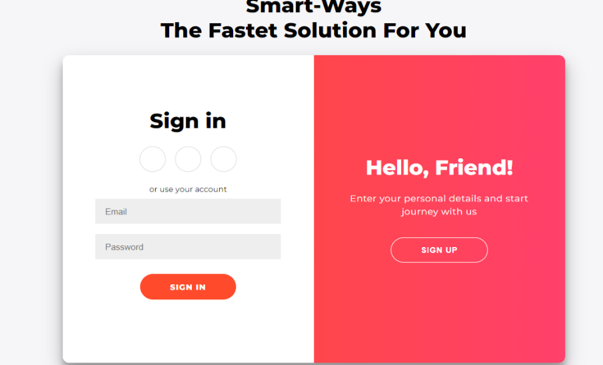 Smart-Ways
The Fastet Solution For You
Sign in
or use your account
Email
Password
SIGN IN
Hello, Friend!
Enter your personal details and start
journey with us
SIGN UP